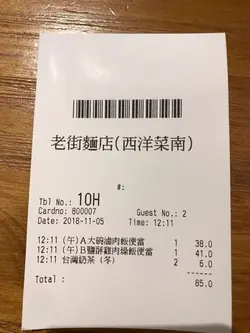 老街麵店(西洋菜南)
#:
Tbl No.: 10H
Cardno: 800007 Guest No.: 2
Date: 2018-11-05 Time: 12:11
12:11 (午)A大碗滷肉飯便當 1 38.0
12:11 (午)B鹽酥雞肉燥飯便當 1 41.0
12:11 台灣奶茶 (冬) 2 6.0
Total : 85.0